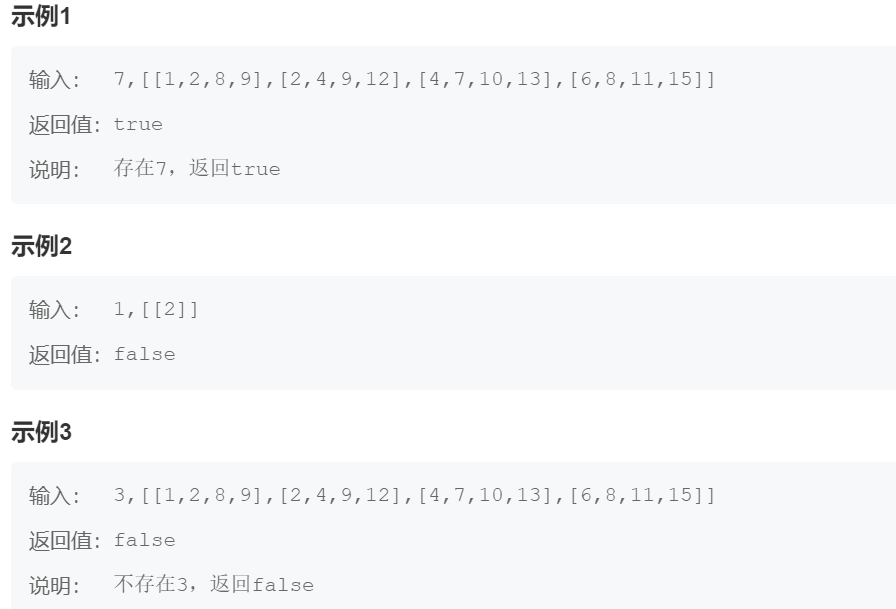 示例1
输入： 7,[[1,2,8,9],[2,4,9,12],[4,7,10,13],[6,8,11,15]]
返回值：true
说明： 存在7，返回true
示例2
输入： 1,[[2]]
返回值：false
示例3
输入： 3,[[1,2,8,9],[2,4,9,12],[4,7,10,13],[6,8,11,15]]
返回值：false
说明： 不存在3，返回false